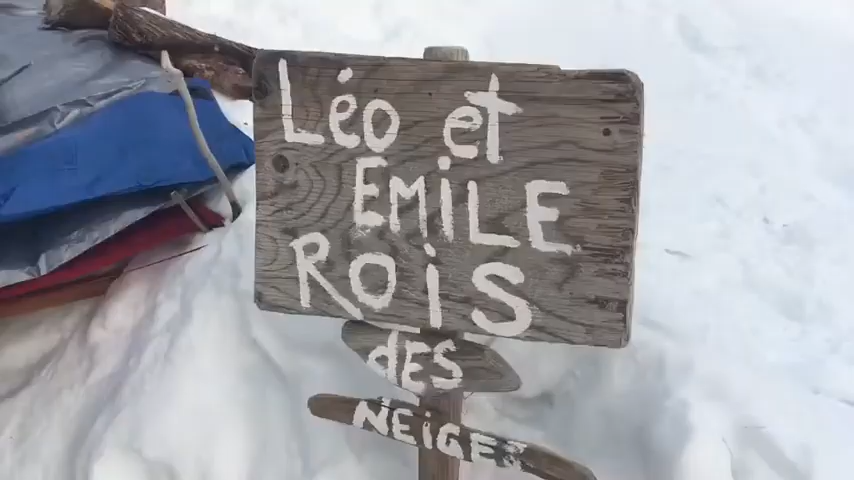 Léo et
EMiLE
ROiS
dES
NEiGES